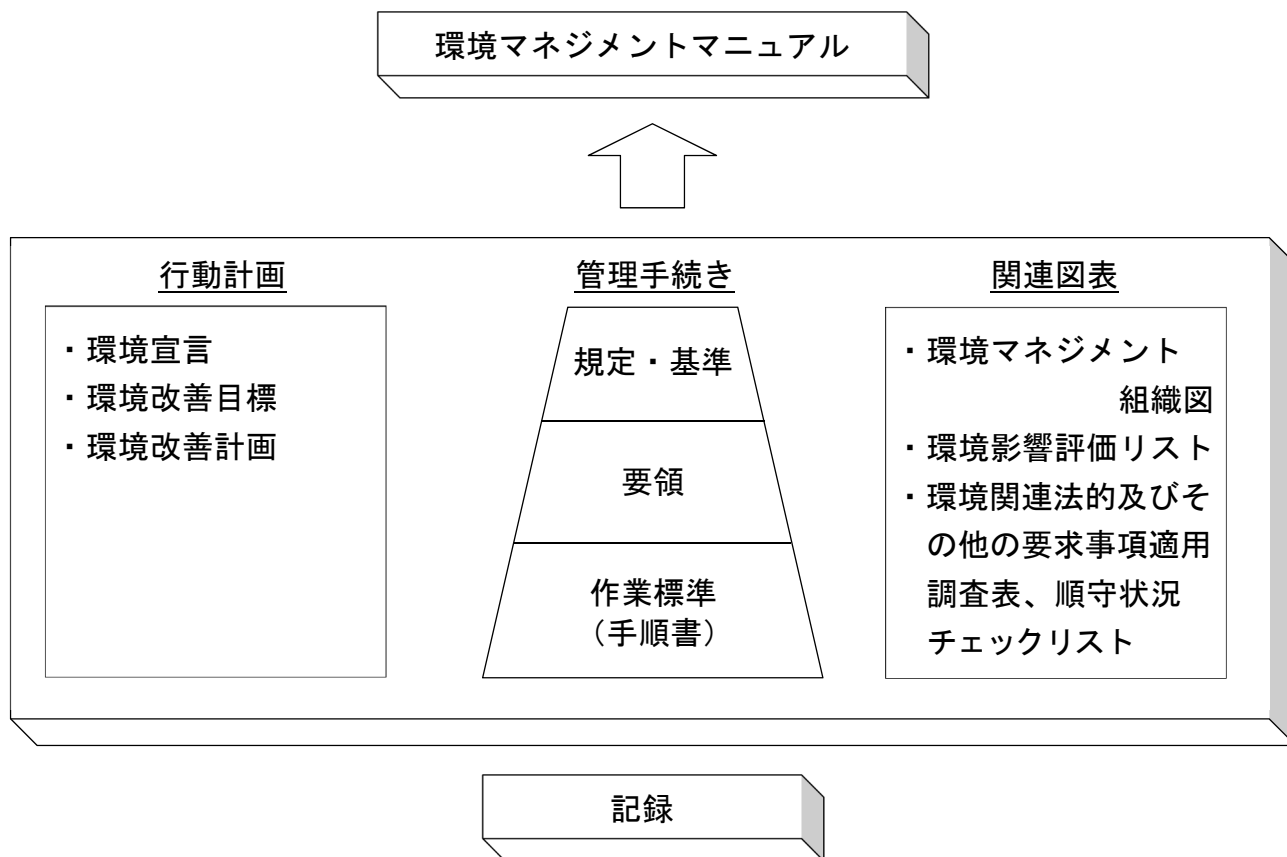 環境マネジメントマニュアル
行動計画
・環境宣言
・環境改善目標
・環境改善計画
管理手続き
規定・基準
要領
作業標準
（手順書）
関連図表
・環境マネジメント
組織図
・環境影響評価リスト
・環境関連法的及びそ
の他の要求事項適用
調査表、順守状況
チェックリスト
記録